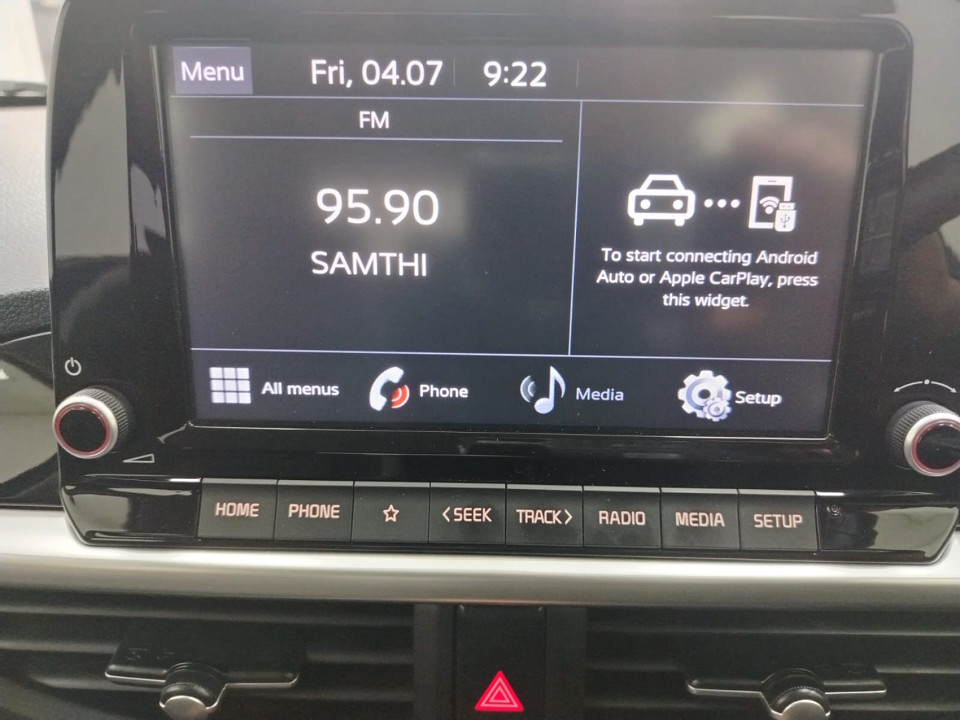 Menu
Fri, 04.07
9:22
FM
95.90
SAMTHI
To start connecting Android
Auto or Apple CarPlay, press
this widget.
All menus
Phone
Media
Setup
HOME
PHONE
<SEEK
TRACK>
RADIO
MEDIA
SETUP